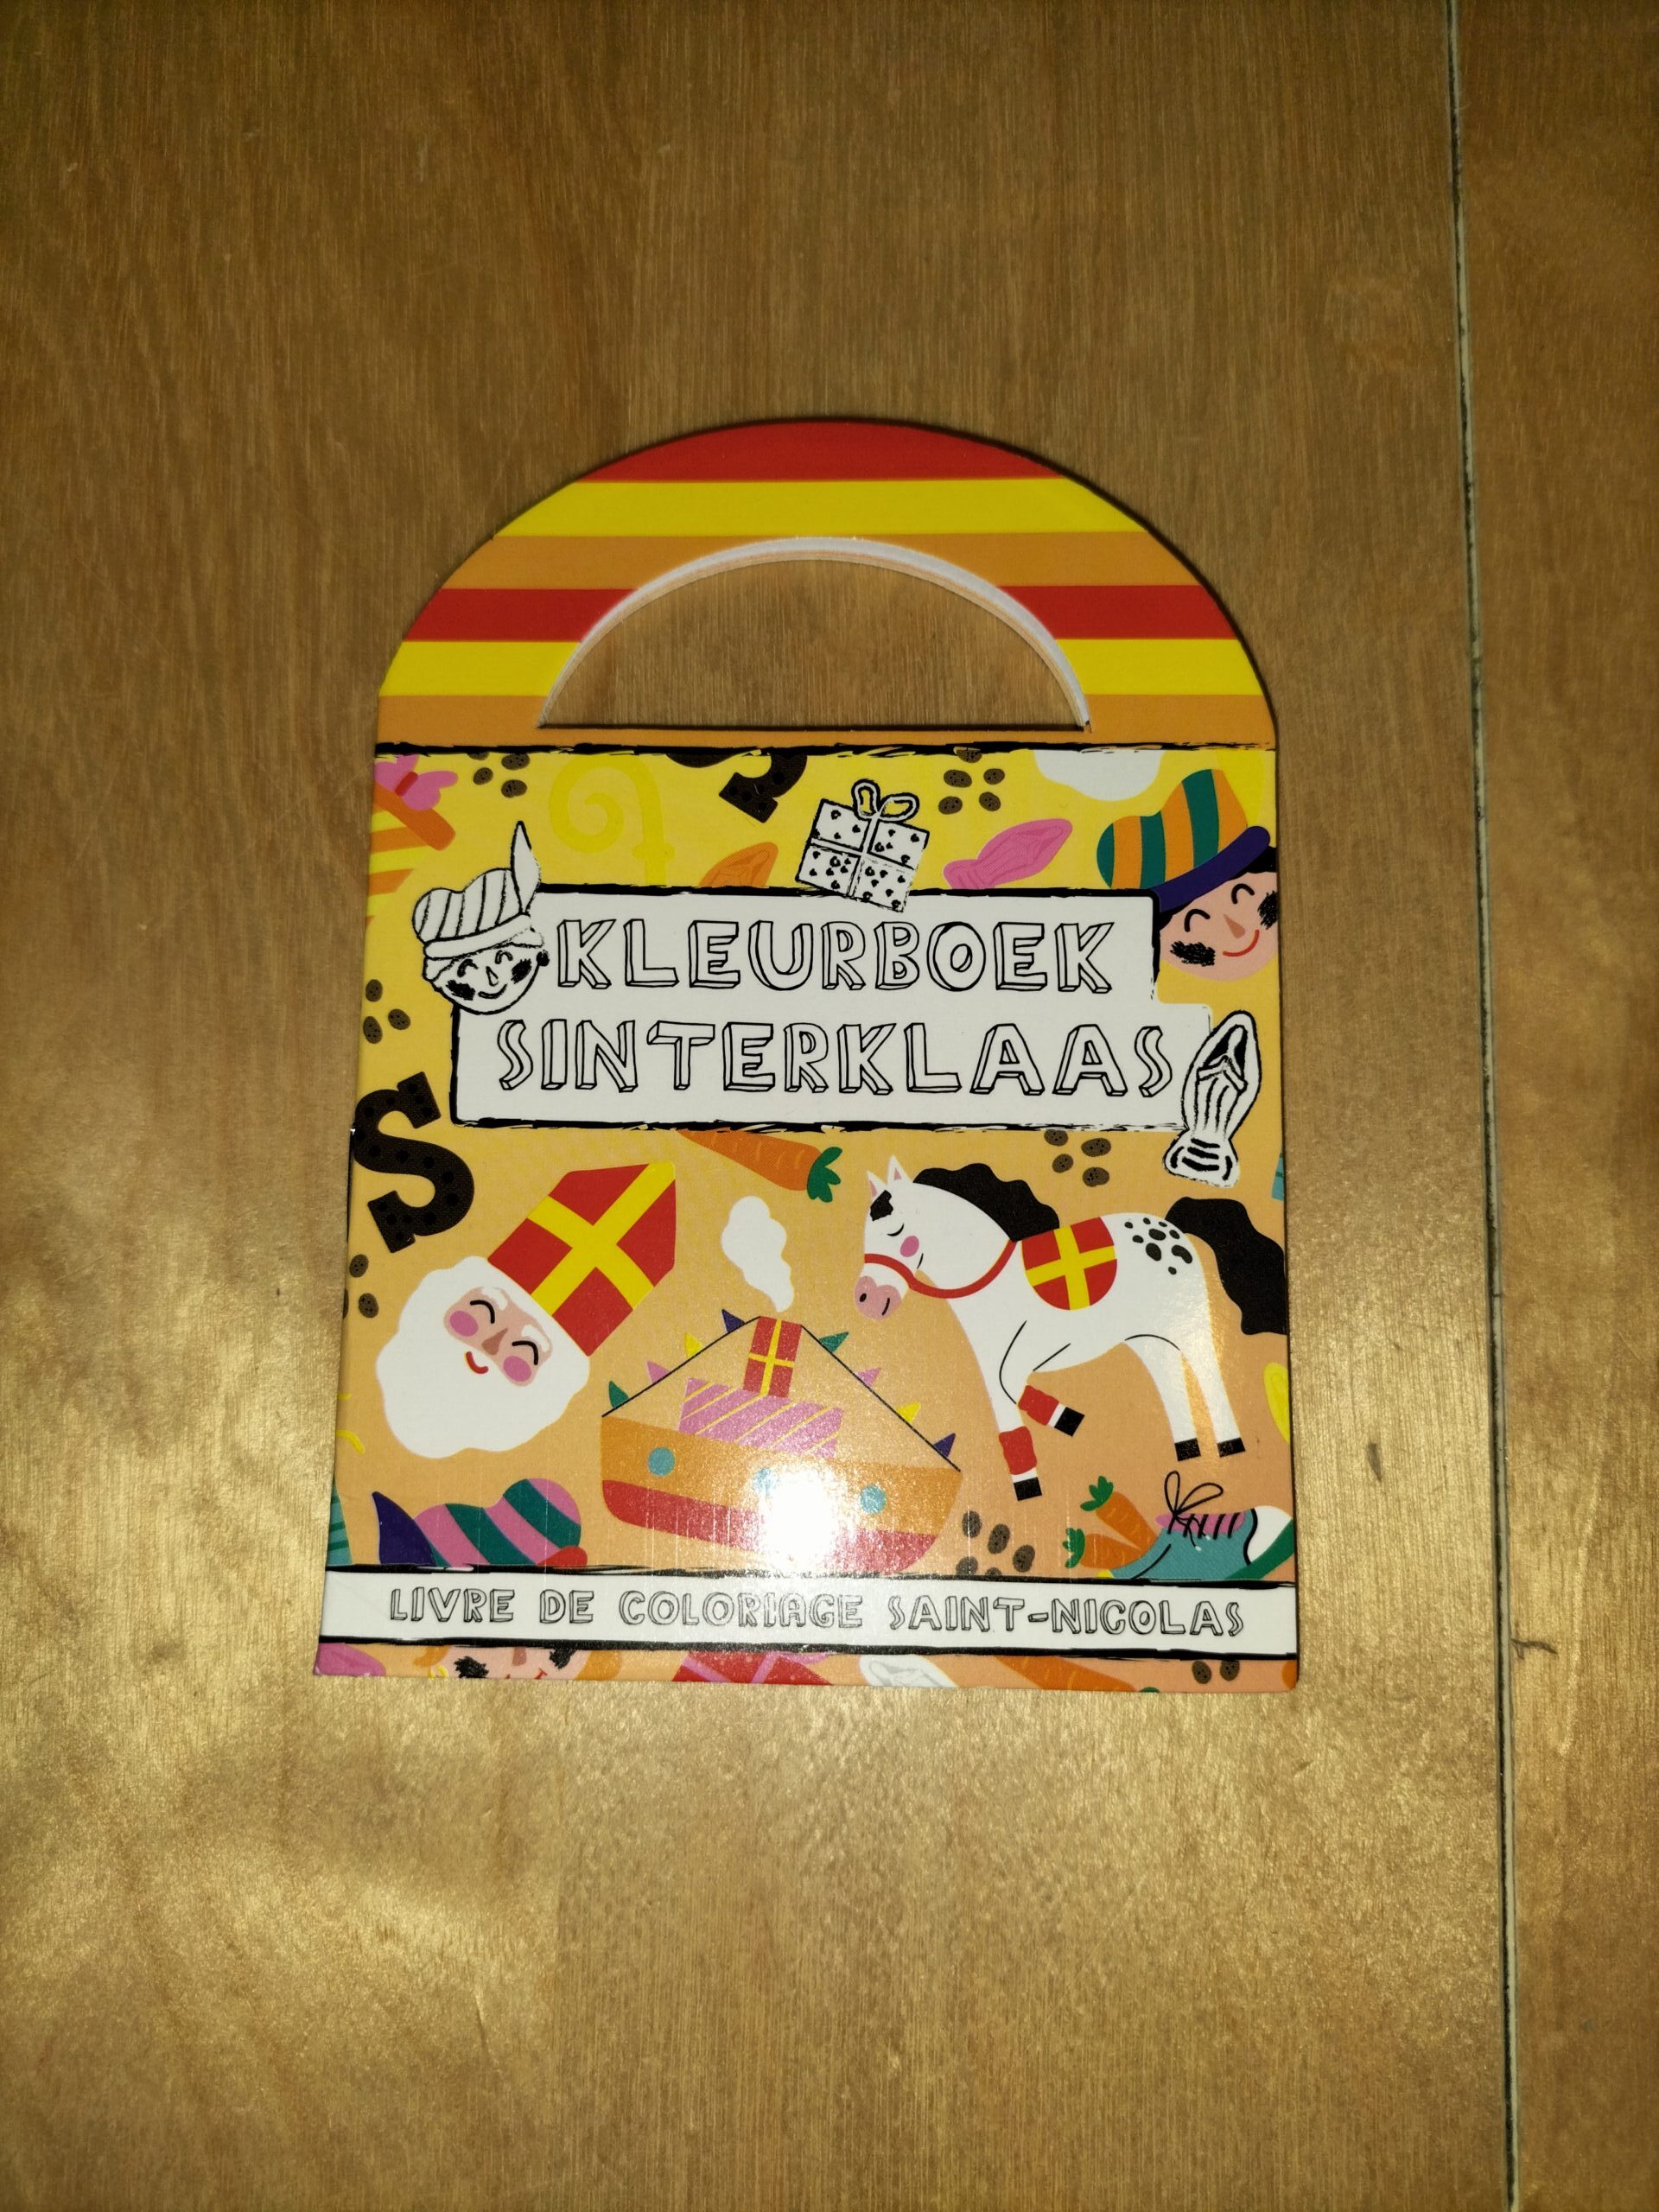 KLEURBOEK
SINTERKLAAS
S
LIVRE DE COLORIAGE SAINT-NICOLAS